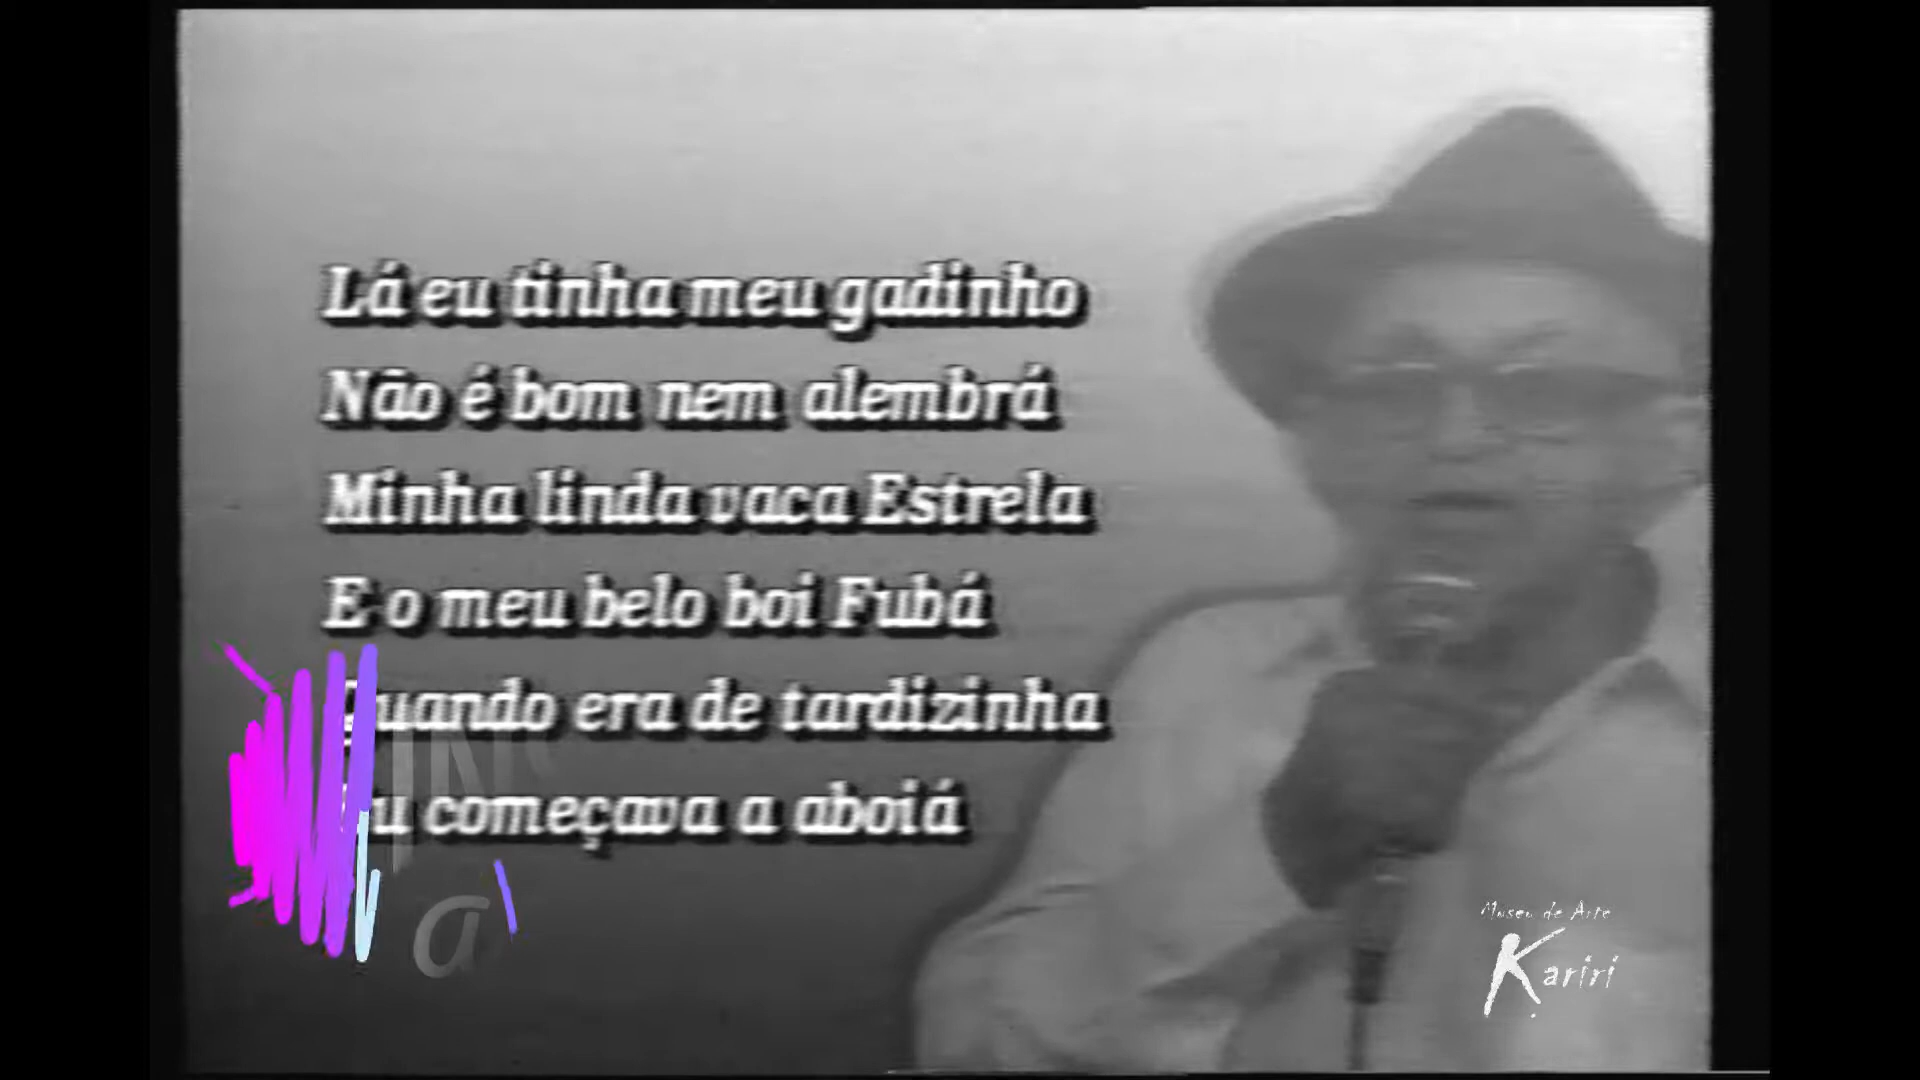 Lá eu tinha meu gadinho
Não é bom nem alembrá
Minha linda vaca Estrela
E o meu belo boi Fubá
Quando era de tardizinha
começava a aboiá
Museu de Arte
Kariri